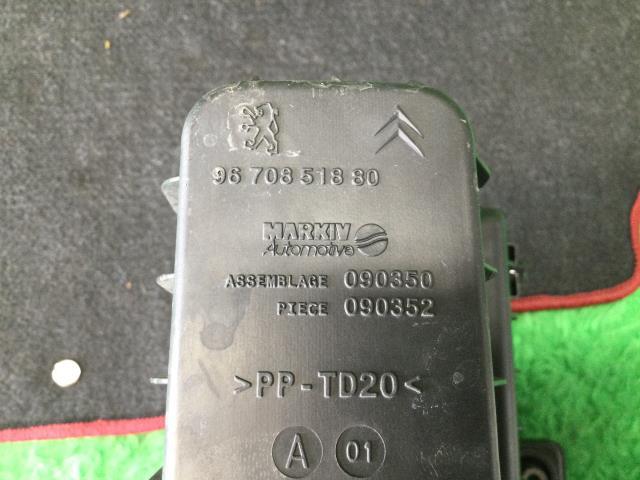 96 708 518 80
MARKIV
Automotive
ASSEMBLAGE 090350
PIECE 090352
>PP-TD20<
A 01